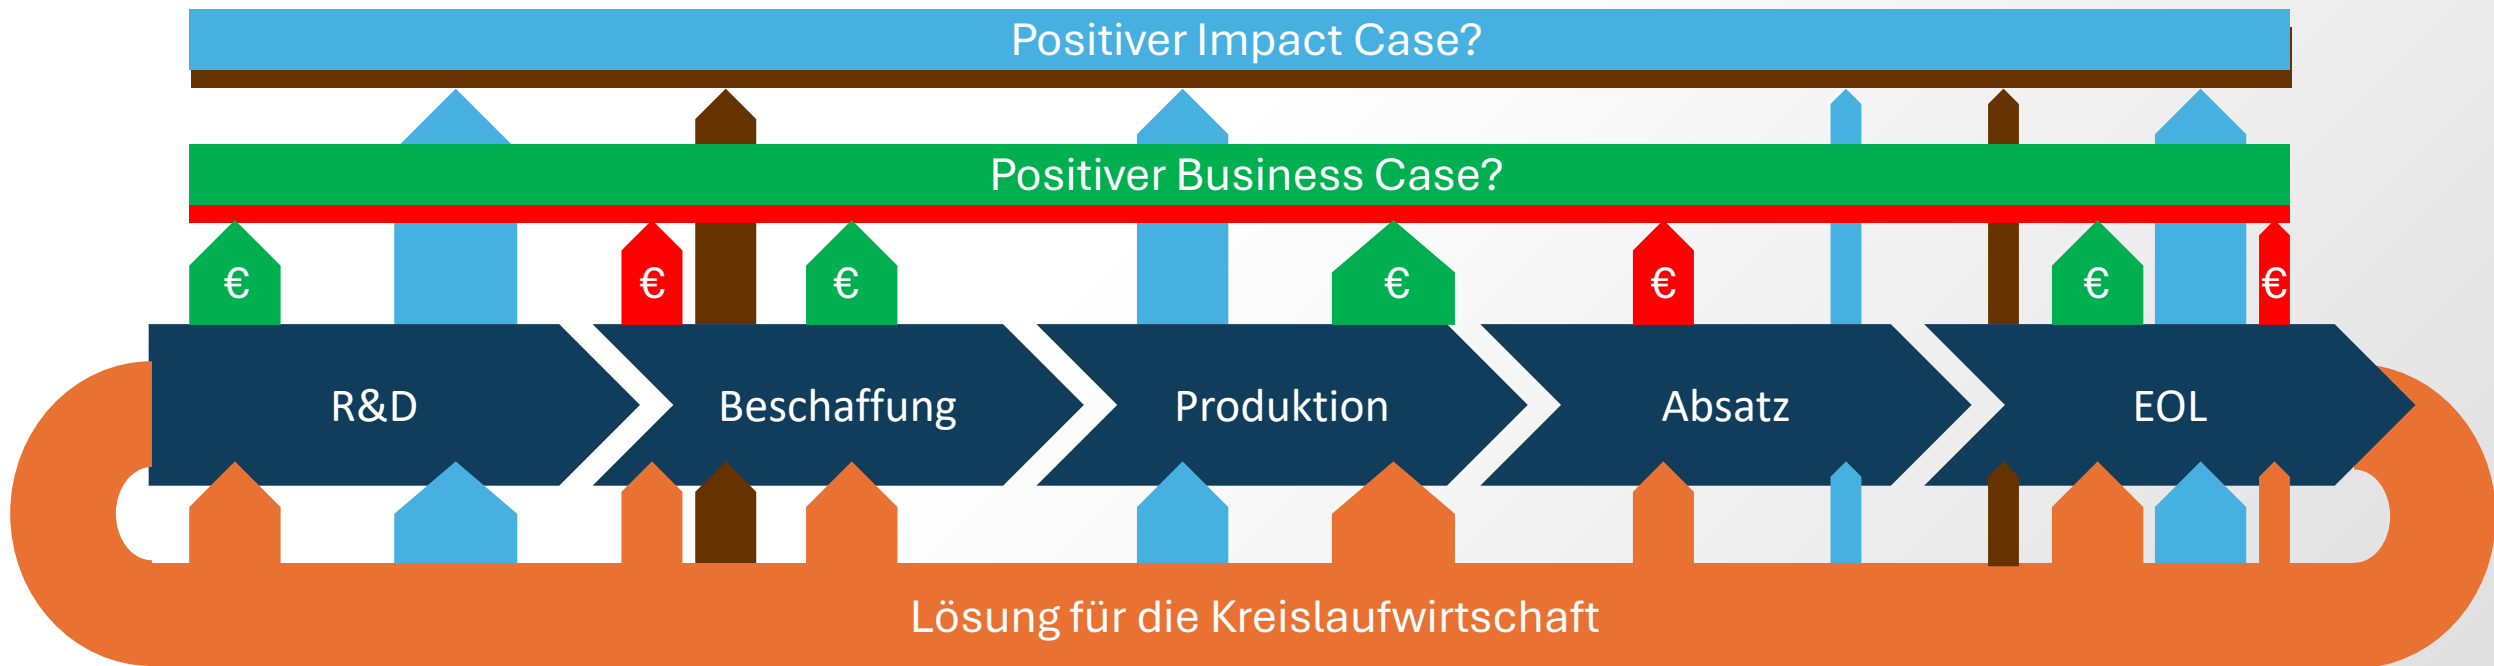 Positiver Impact Case?
Positiver Business Case?
€ € € € € € €
R&D Beschaffung Produktion Absatz EOL
Lösung für die Kreislaufwirtschaft